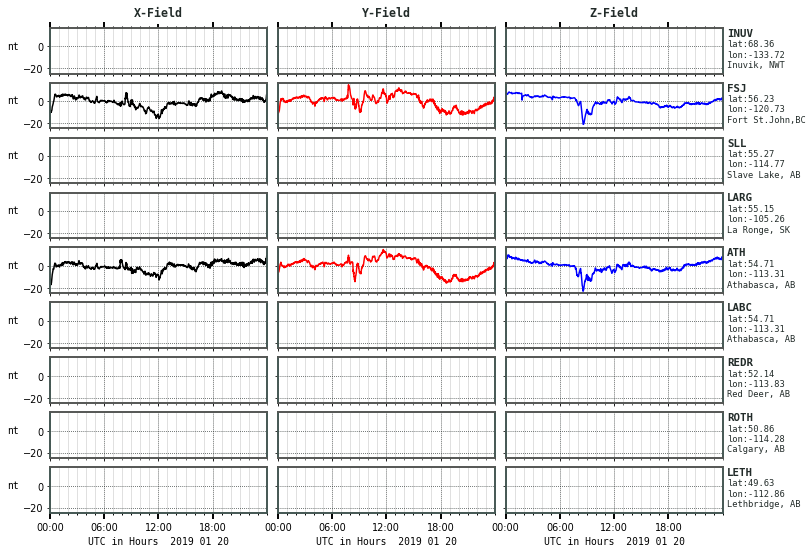 X-Field Y-Field Z-Field
nt 0 INUV
−20 lat:68.36
lon:-133.72
Inuvik, NWT
nt 0 FSJ
−20 lat:56.23
lon:-120.73
Fort St.John,BC
nt 0 SLL
−20 lat:55.27
lon:-114.77
Slave Lake, AB
nt 0 LARG
−20 lat:55.15
lon:-105.26
La Ronge, SK
nt 0 ATH
−20 lat:54.71
lon:-113.31
Athabasca, AB
nt 0 LABC
−20 lat:54.71
lon:-113.31
Athabasca, AB
nt 0 REDR
−20 lat:52.14
lon:-113.83
Red Deer, AB
nt 0 ROTH
−20 lat:50.86
lon:-114.28
Calgary, AB
nt 0 LETH
−20 lat:49.63
lon:-112.86
Lethbridge, AB
00:00 06:00 12:00 18:00 00:00 06:00 12:00 18:00 00:00 06:00 12:00 18:00
UTC in Hours 2019 01 20 UTC in Hours 2019 01 20 UTC in Hours 2019 01 20